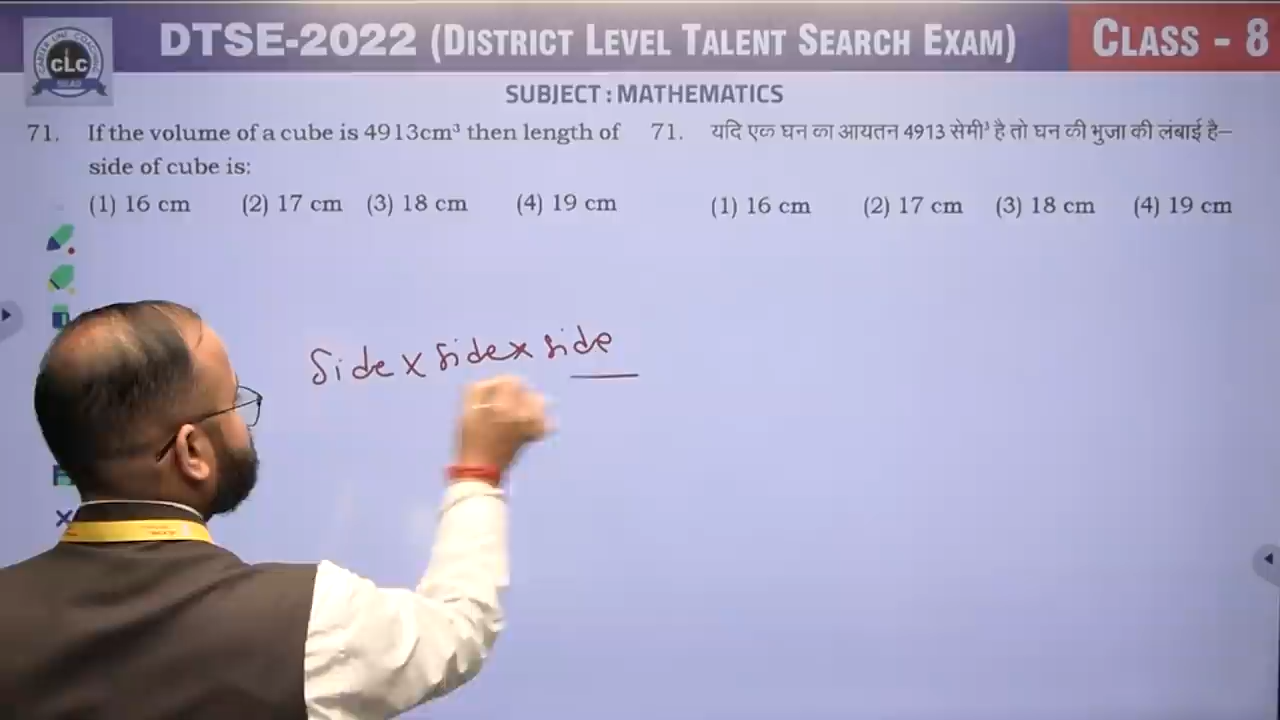 DTSE-2022 (DISTRICT LEVEL TALENT SEARCH EXAM)
CLASS - 8
cLc
SUBJECT : MATHEMATICS
71. If the volume of a cube is 4913cm³ then length of
side of cube is:
(1) 16 cm (2) 17 cm (3) 18 cm (4) 19 cm
71. यदि एक घन का आयतन 4913 सेमी³ है तो घन की भुजा की लंबाई है–
(1) 16 cm (2) 17 cm (3) 18 cm (4) 19 cm
Side x side x side